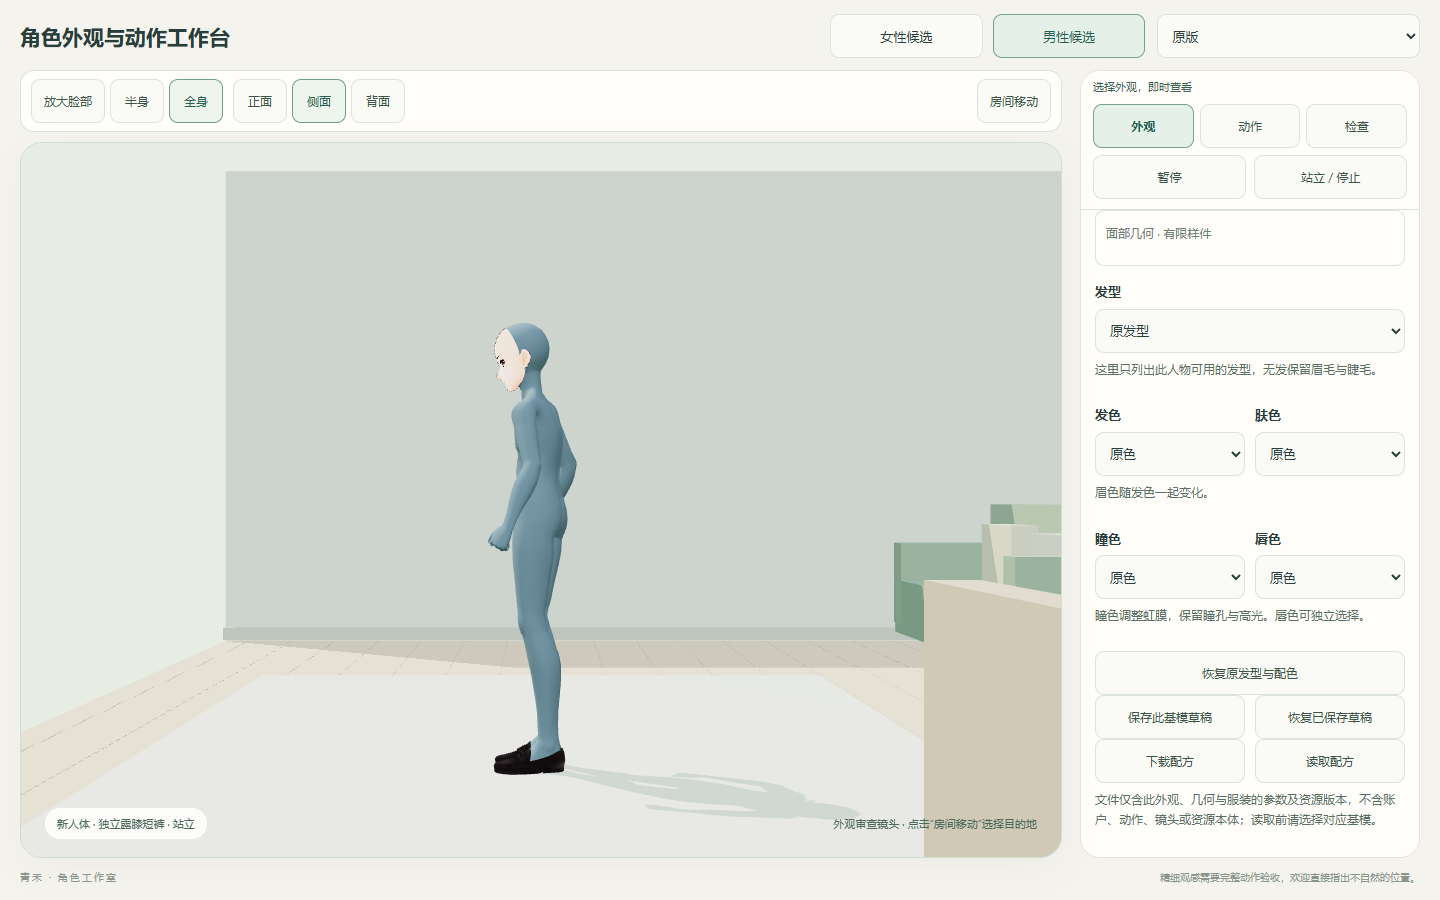 角色外观与动作工作台
女性候选
男性候选
原版
放大脸部
半身
全身
正面
侧面
背面
房间移动
选择外观，即时查看
外观
动作
检查
暂停
站立 / 停止
面部几何 · 有限样件
发型
原发型
这里只列出此人物可用的发型，无发保留眉毛与睫毛。
发色
肤色
原色
原色
眉色随发色一起变化。
瞳色
唇色
原色
原色
瞳色调整虹膜，保留瞳孔与高光。唇色可独立选择。
恢复原发型与配色
保存此基模草稿
恢复已保存草稿
下载配方
读取配方
文件仅含此外观、几何与服装的参数及资源版本，不含账
户、动作、镜头或资源本体；读取前请选择对应基模。
新人体 · 独立露膝短裤 · 站立
外观审查镜头 · 点击“房间移动”选择目的地
青禾 · 角色工作室
精细观感需要完整动作验收，欢迎直接指出不自然的位置。